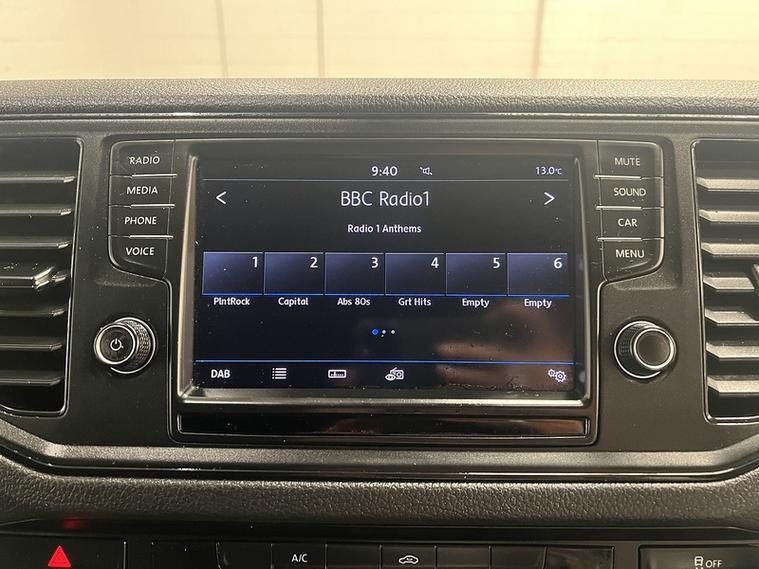 RADIO
MEDIA
PHONE
VOICE
9:40 13.0°C
< BBC Radio1 >
Radio 1 Anthems
1 2 3 4 5 6
PlntRock Capital Abs 80s Grt Hits Empty Empty
DAB
MUTE
SOUND
CAR
MENU
A/C
OFF